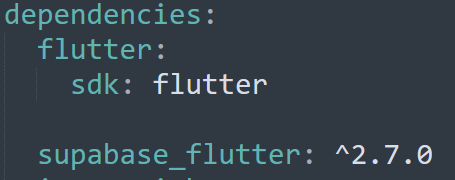 dependencies:
  flutter:
    sdk: flutter

  supabase_flutter: ^2.7.0